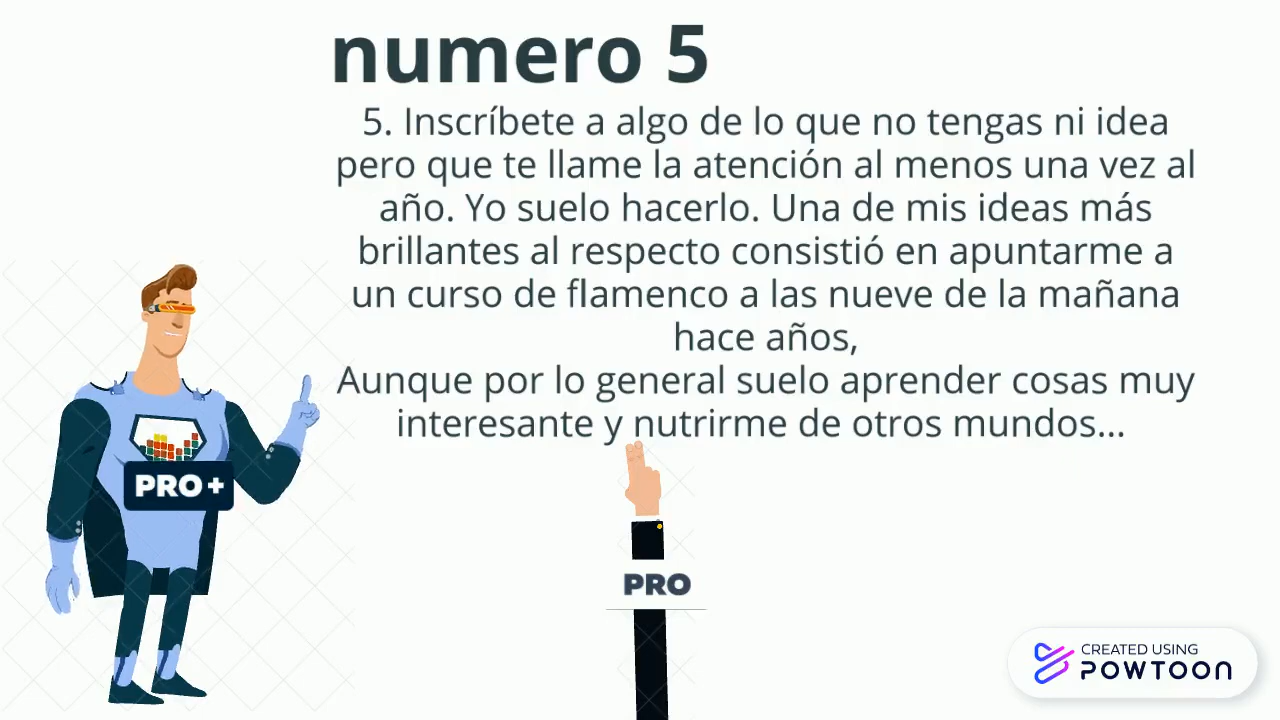 numero 5
5. Inscríbete a algo de lo que no tengas ni idea
pero que te llame la atención al menos una vez al
año. Yo suelo hacerlo. Una de mis ideas más
brillantes al respecto consistió en apuntarme a
un curso de flamenco a las nueve de la mañana
hace años,
Aunque por lo general suelo aprender cosas muy
interesante y nutrirme de otros mundos...
PRO+
PRO
CREATED USING
POWTOON